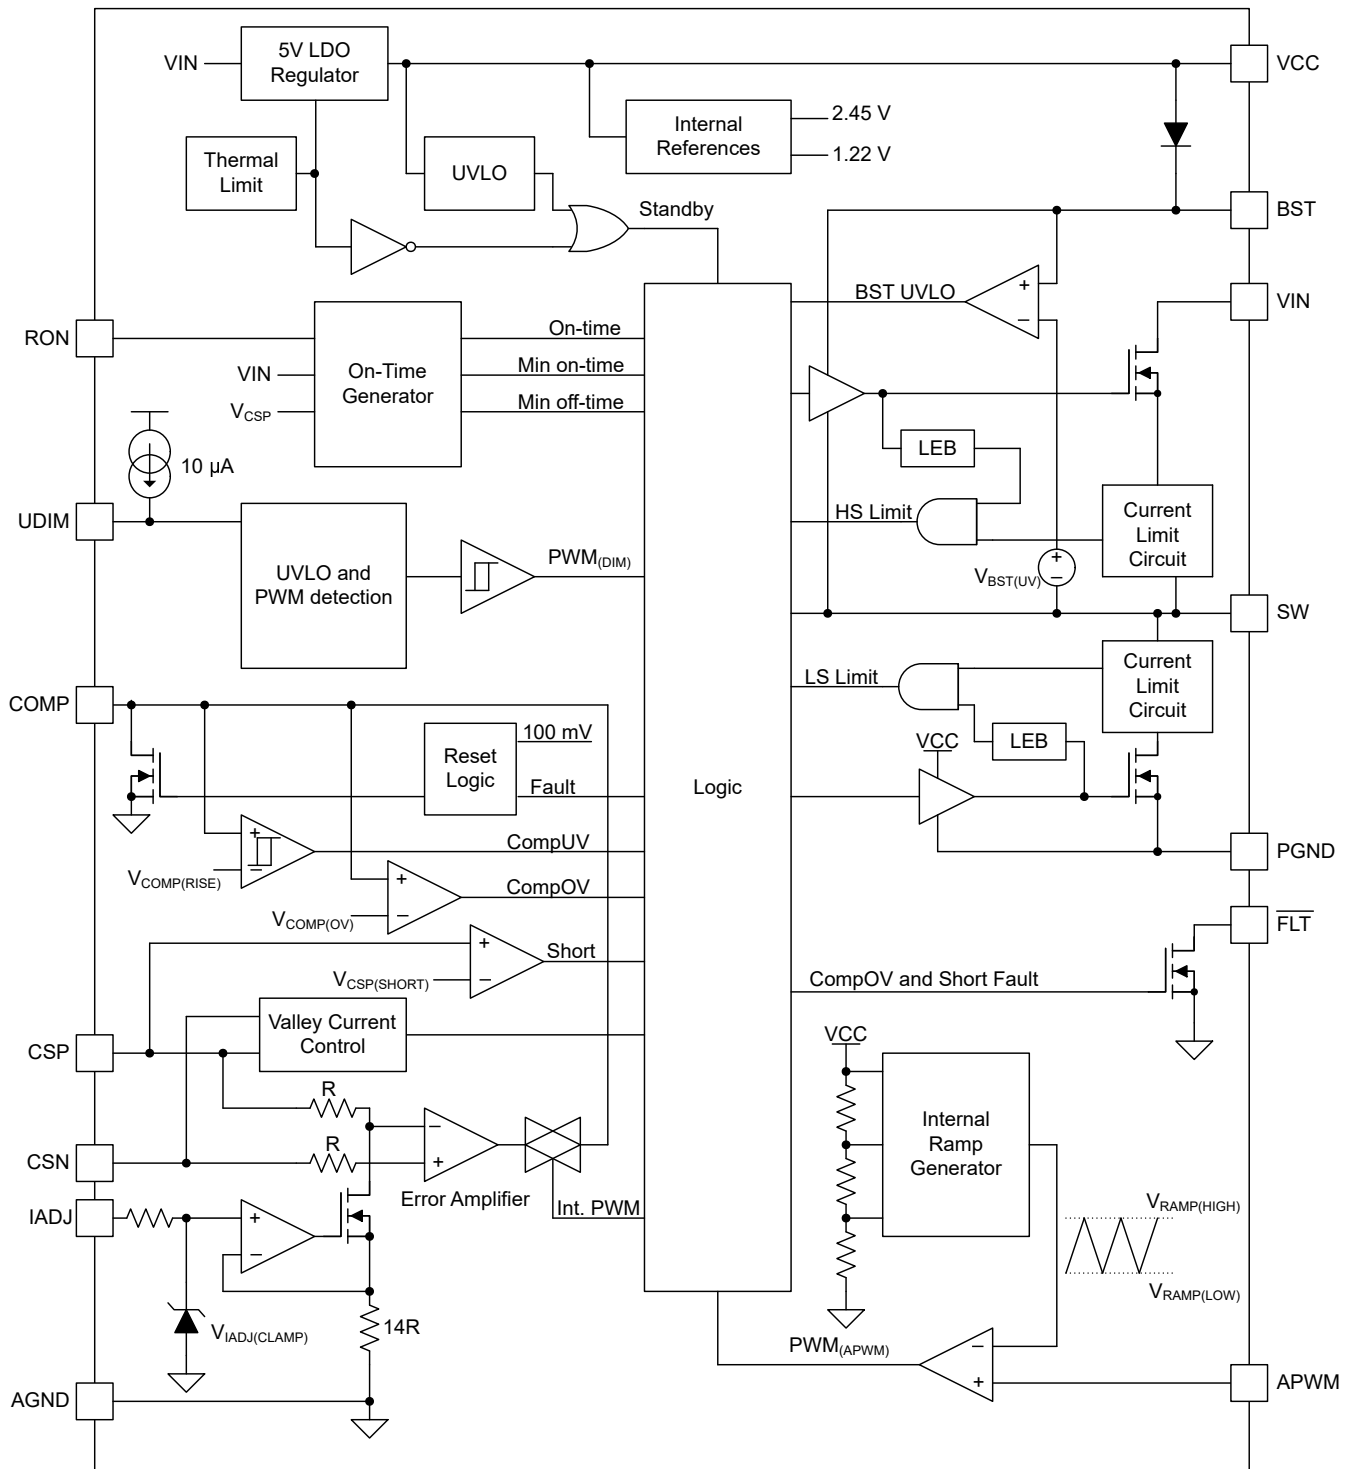 5V LDO
Regulator
VIN
VCC
Internal
References
2.45 V
1.22 V
Thermal
Limit
UVLO
Standby
BST
BST UVLO
+
−
VIN
RON
On-Time
Generator
On-time
Min on-time
Min off-time
VIN
VCSP
10 µA
LEB
UDIM
UVLO and
PWM detection
PWM(DIM)
HS Limit
Current
Limit
Circuit
VBST(UV)
+
−
SW
COMP
LS Limit
Current
Limit
Circuit
Reset
Logic
100 mV
Fault
VCC
LEB
Logic
+
−
VCOMP(RISE)
CompUV
PGND
+
−
VCOMP(OV)
CompOV
FLT
+
−
VCSP(SHORT)
Short
CompOV and Short Fault
CSP
Valley Current
Control
VCC
R
R
Internal
Ramp
Generator
CSN
−
+
Error Amplifier
Int. PWM
IADJ
+
−
VRAMP(HIGH)
VRAMP(LOW)
VIADJ(CLAMP)
14R
PWM(APWM)
−
+
AGND
APWM